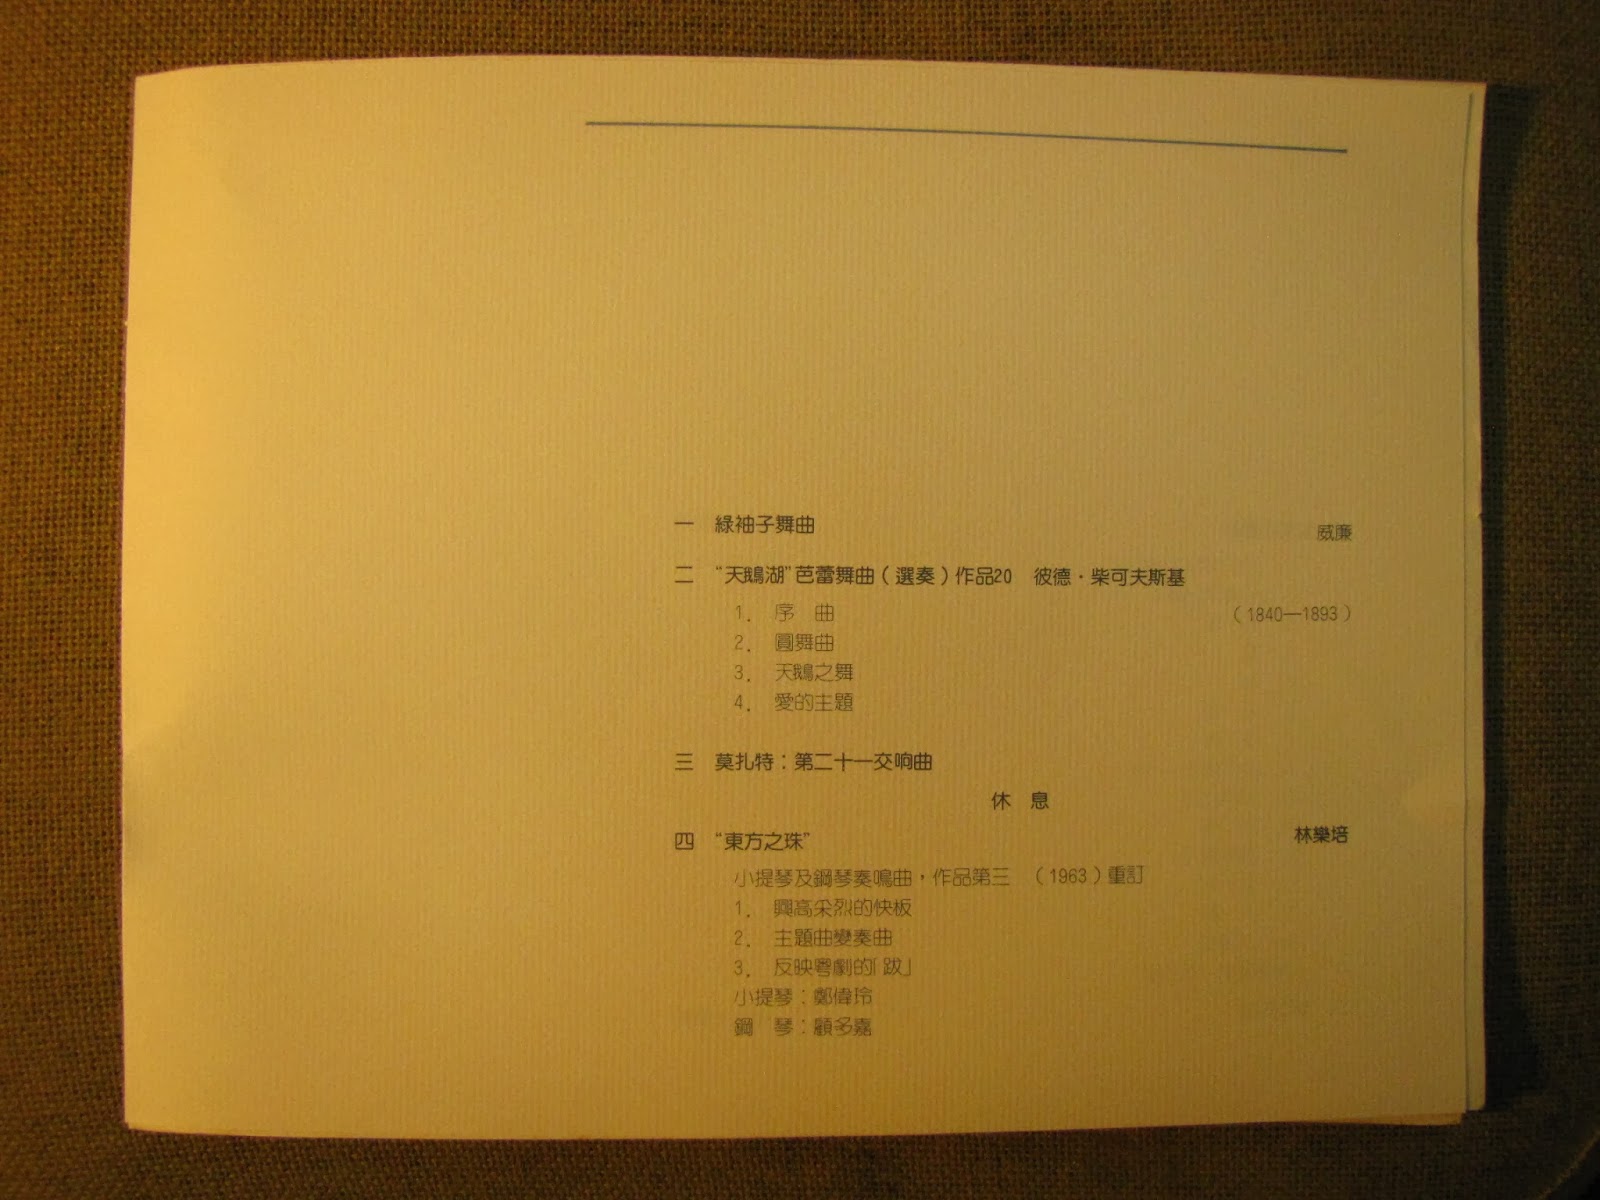 一 綠袖子舞曲 威廉
二 “天鵝湖”芭蕾舞曲（選奏）作品20 彼德·柴可夫斯基
1. 序 曲 （1840—1893）
2. 圓舞曲
3. 天鵝之舞
4. 愛的主題
三 莫扎特：第二十一交响曲
休 息
四 “東方之珠” 林樂培
小提琴及鋼琴奏鳴曲，作品第三 （1963）重訂
1. 興高采烈的快板
2. 主題曲變奏曲
3. 反映粵劇的「跋」
小提琴：鄭偉玲
鋼 琴：顧多嘉